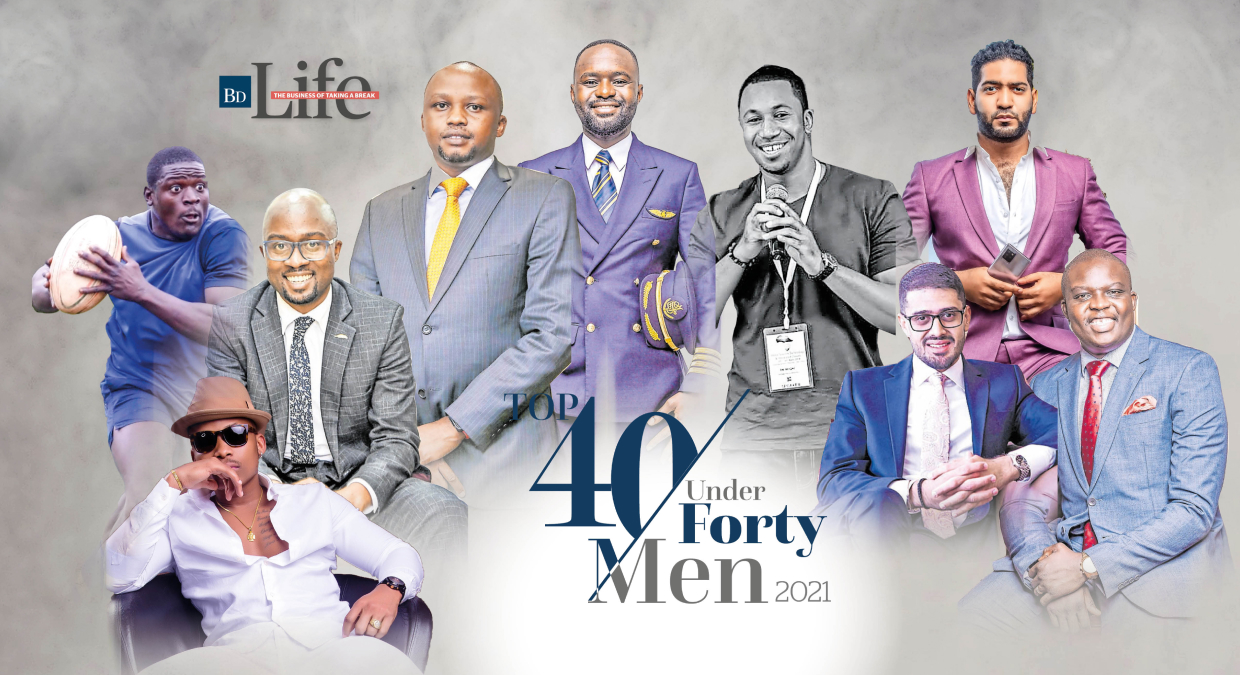 BD
Life
THE BUSINESS OF TAKING A BREAK
TOP
40
Under
Forty
Men 2021